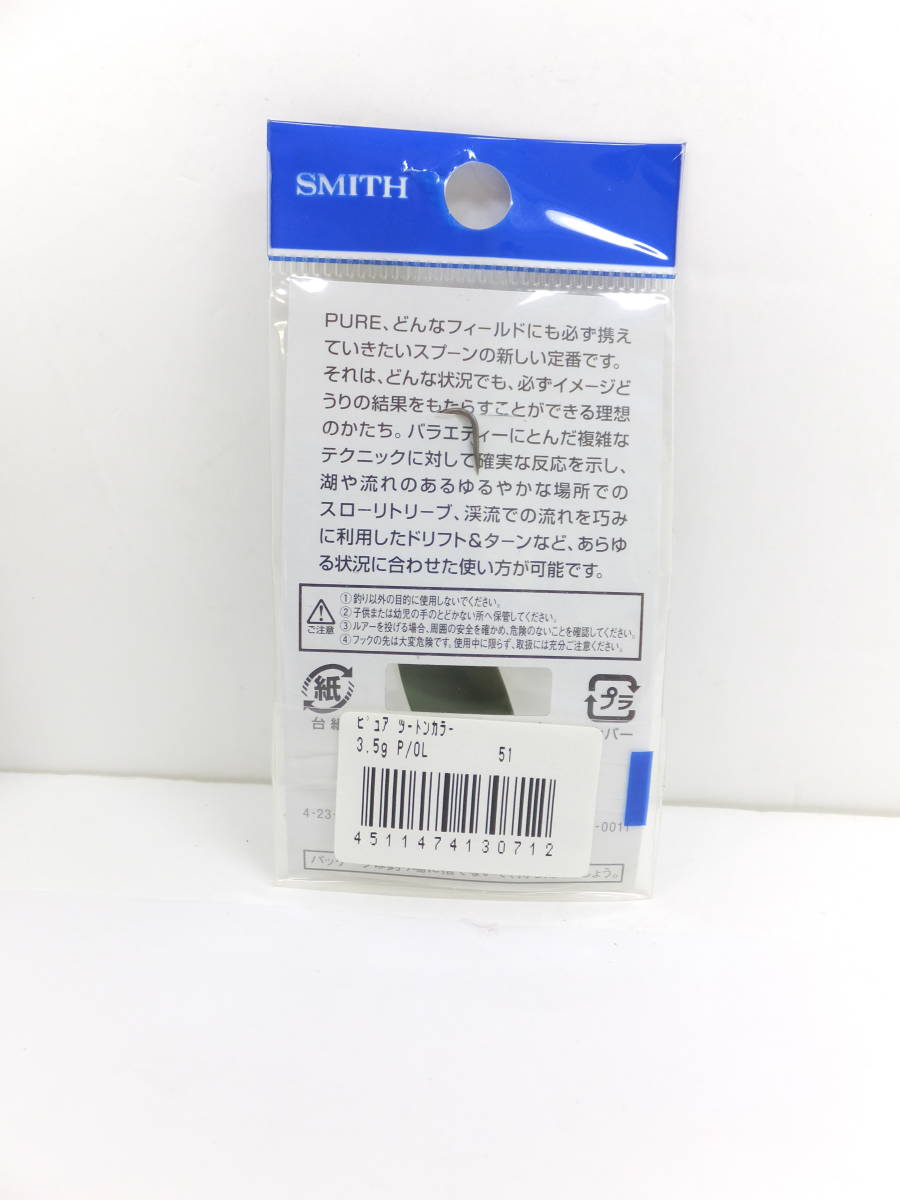 SMITH
PURE、どんなフィールドにも必ず携え
ていきたいスプーンの新しい定番です。
それは、どんな状況でも、必ずイメージど
うりの結果をもたらすことができる理想
のかたち。バラエティーにとんだ複雑な
テクニックに対して確実な反応を示し、
湖や流れのあるゆるやかな場所での
スローリトリーブ、渓流での流れを巧み
に利用したドリフト&ターンなど、あらゆ
る状況に合わせた使い方が可能です。
ご注意
①釣り以外の目的に使用しないでください。
②子供または幼児の手のとどかない所へ保管してください。
③ルアーを投げる場合、周囲の安全を確かめ、危険のないことを確認してください。
④フックの先は大変危険です。使用中に限らず、取扱には充分ご注意ください。
紙
台紙
プラ
パー
ピュア ツートンカラー
3.5g P/OL 51
4511474130712
4-23-
-0011